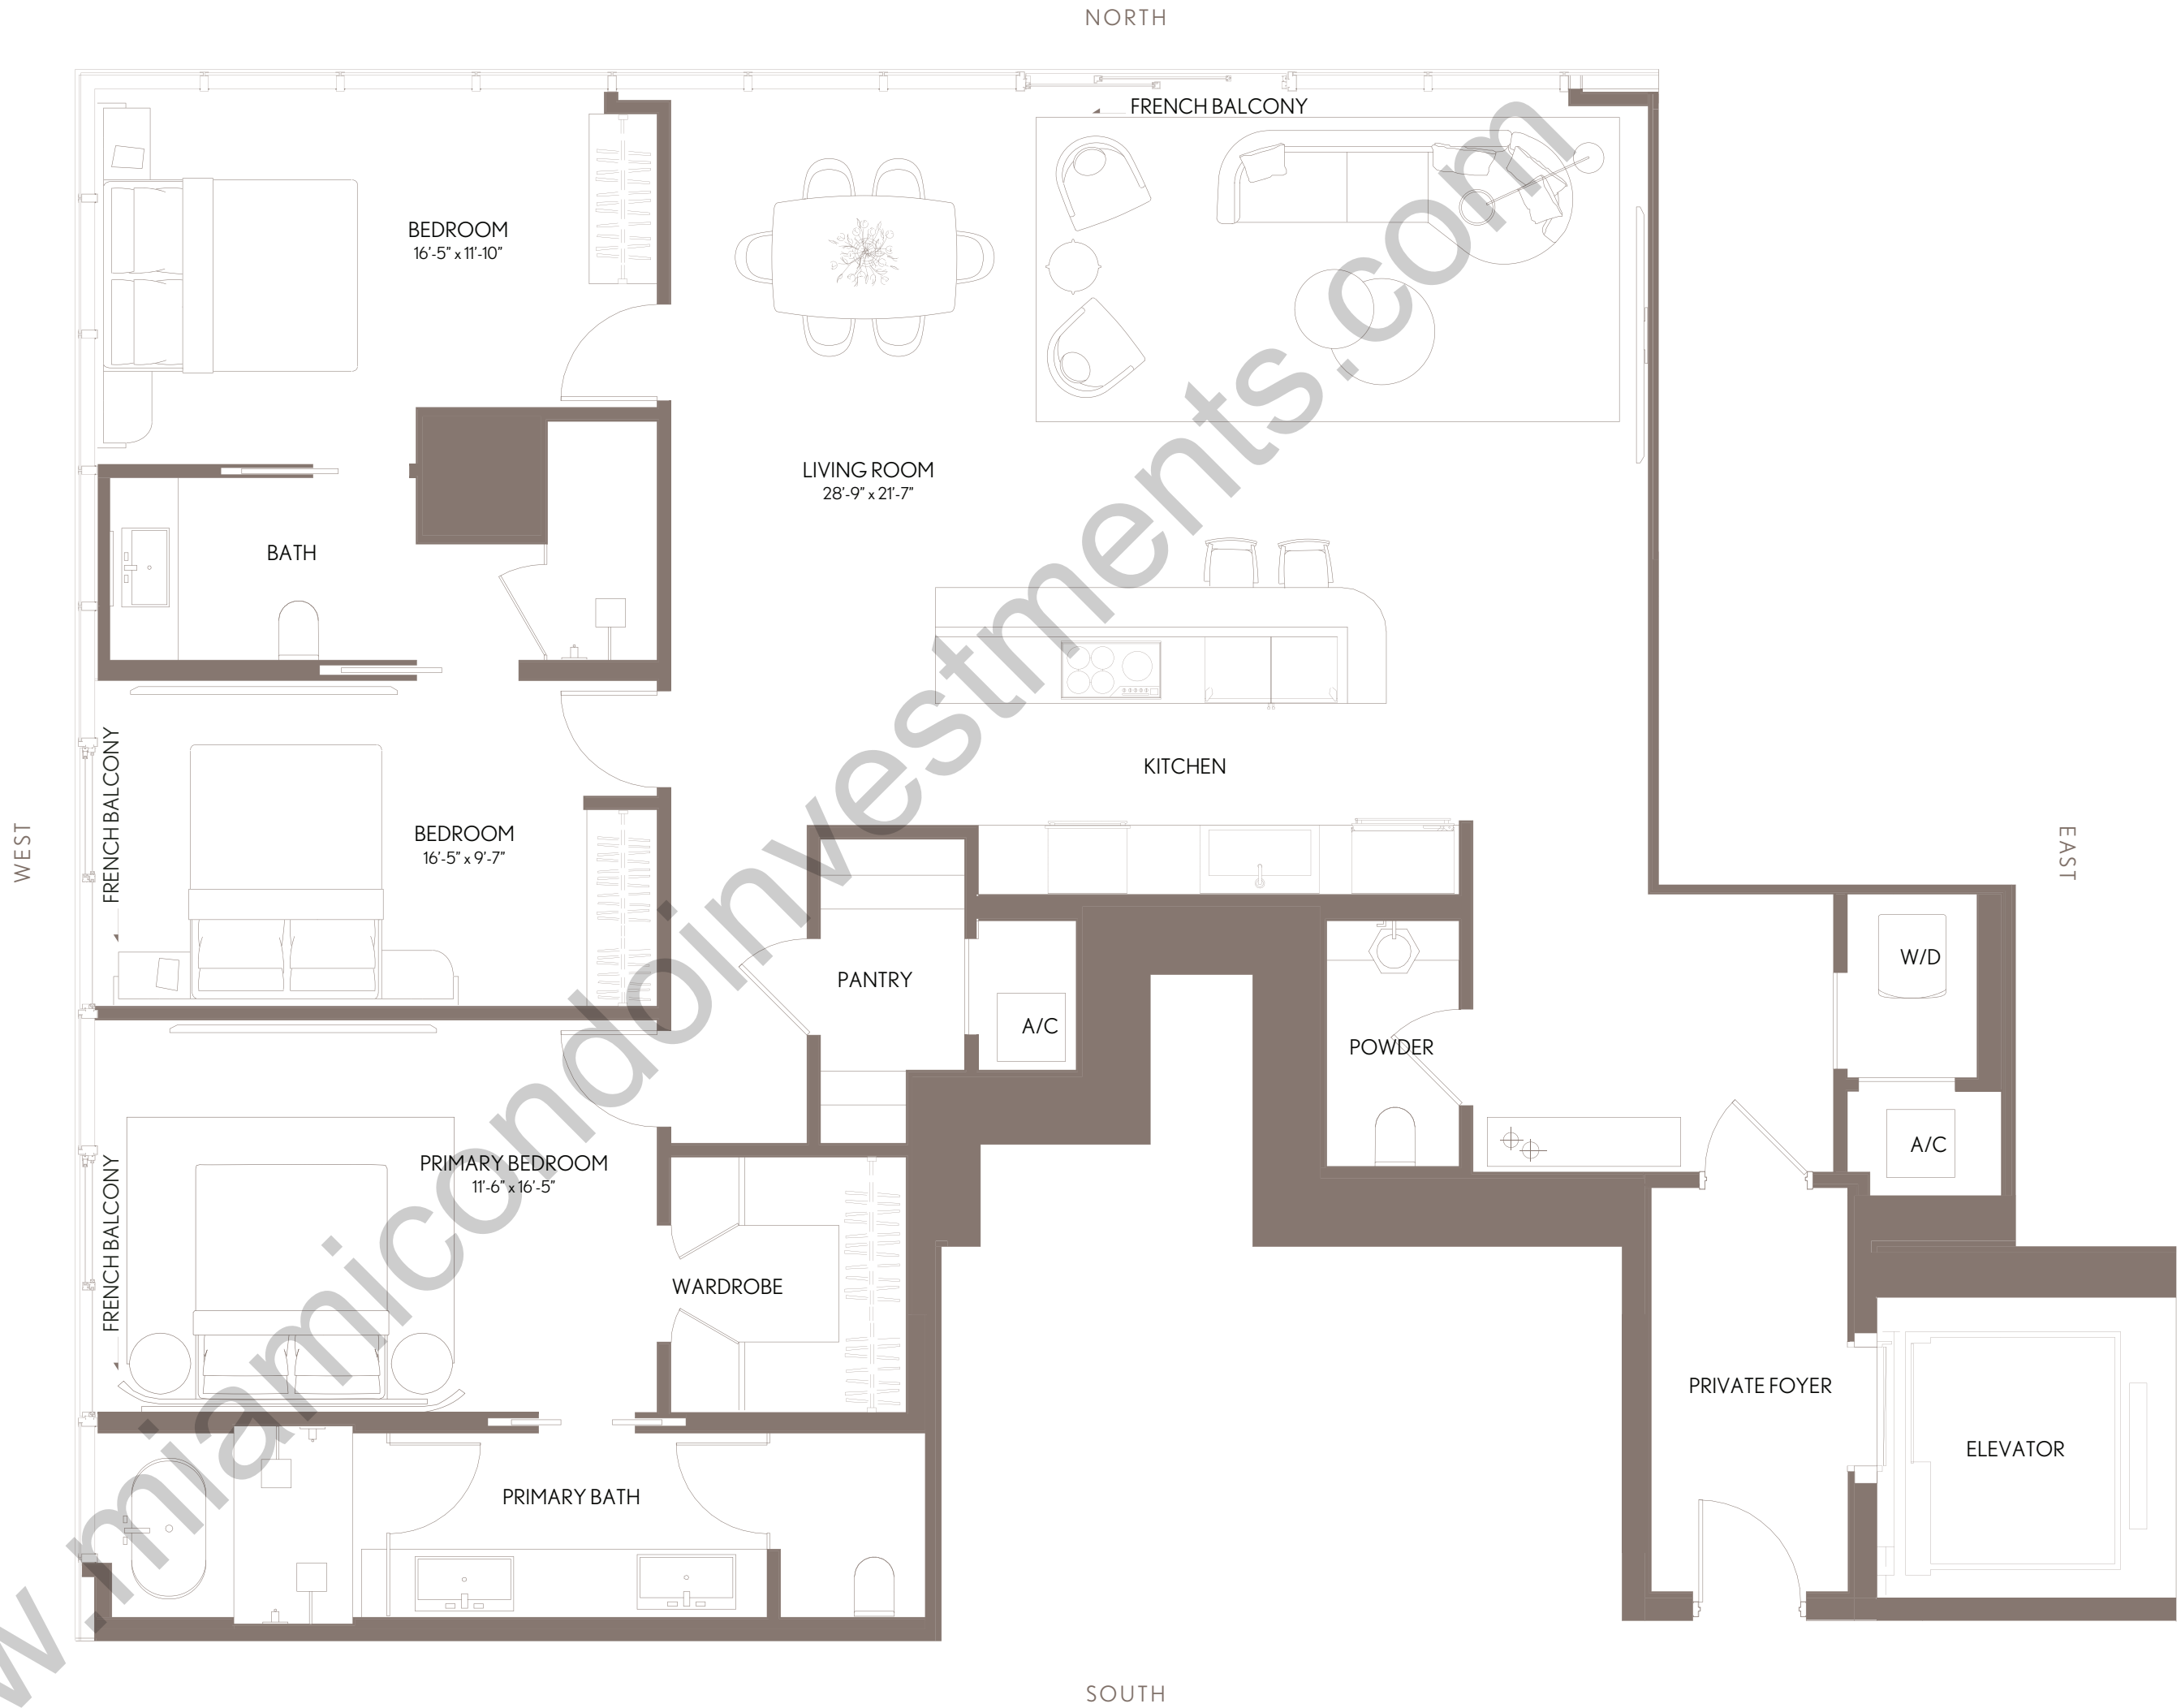 NORTH
FRENCH BALCONY
BEDROOM
16'-5" x 11'-10"
LIVING ROOM
28'-9" x 21'-7"
BATH
KITCHEN
FRENCH BALCONY
BEDROOM
16'-5" x 9'-7"
WEST
EAST
PANTRY
A/C
POWDER
W/D
A/C
PRIMARY BEDROOM
11'-6" x 16'-5"
FRENCH BALCONY
WARDROBE
PRIVATE FOYER
ELEVATOR
PRIMARY BATH
SOUTH
w.miamicondoinvestments.com